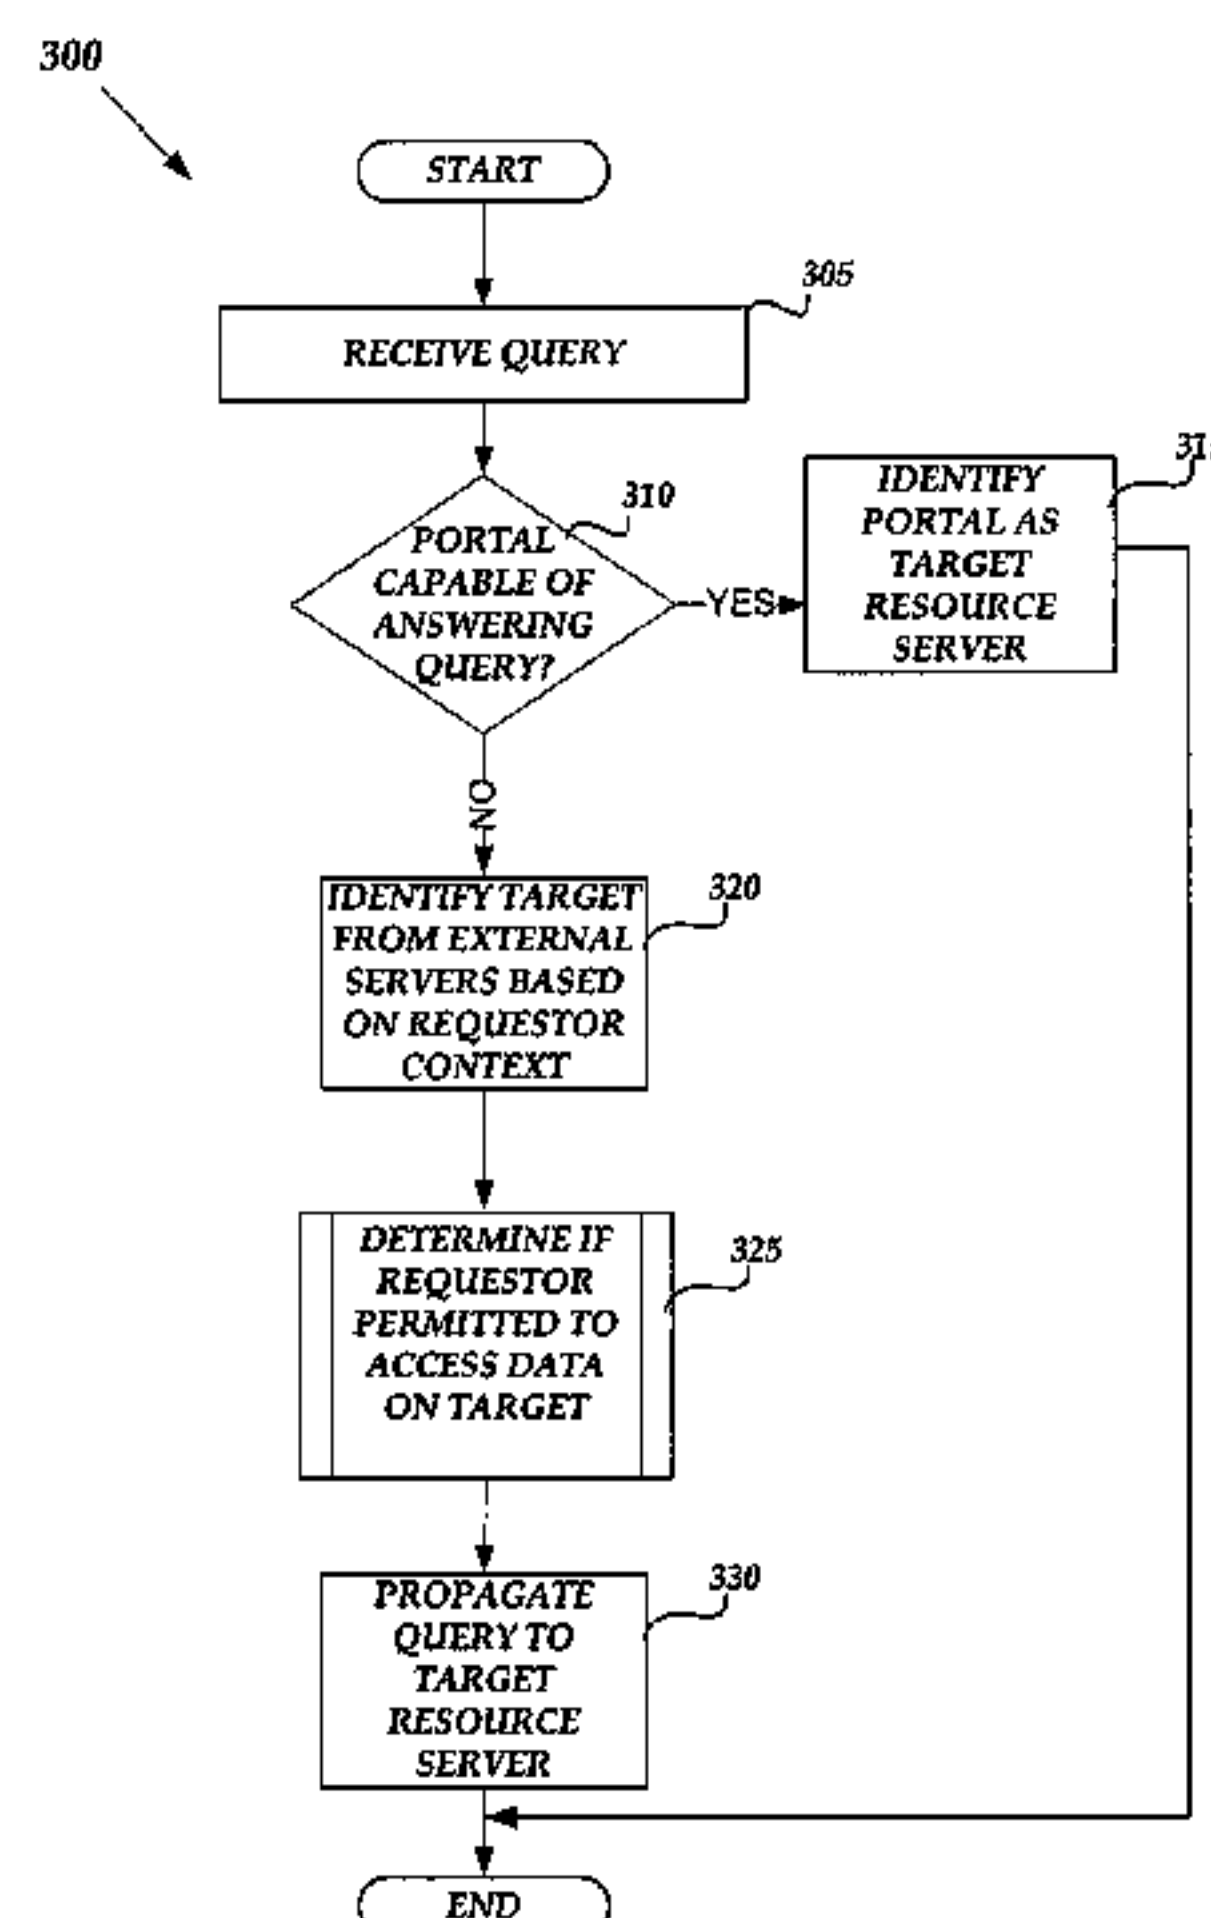 300
START
305
RECEIVE QUERY
310
PORTAL
CAPABLE OF
ANSWERING
QUERY?
YES
IDENTIFY
PORTAL AS
TARGET
RESOURCE
SERVER
NO
320
IDENTIFY TARGET
FROM EXTERNAL
SERVERS BASED
ON REQUESTOR
CONTEXT
325
DETERMINE IF
REQUESTOR
PERMITTED TO
ACCESS DATA
ON TARGET
330
PROPAGATE
QUERY TO
TARGET
RESOURCE
SERVER
END